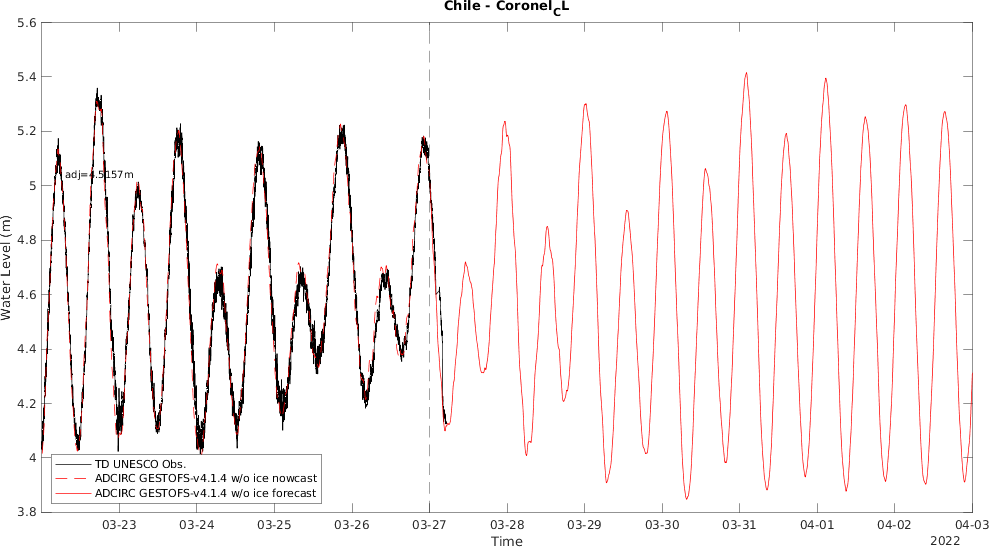 Chile - Coronel_CL
5.6
5.4
5.2
5
4.8
4.6
4.4
4.2
4
3.8
Water Level (m)
adj=4.5157m
TD UNESCO Obs.
ADCIRC GESTOFS-v4.1.4 w/o ice nowcast
ADCIRC GESTOFS-v4.1.4 w/o ice forecast
03-23 03-24 03-25 03-26 03-27 03-28 03-29 03-30 03-31 04-01 04-02 04-03
Time
2022